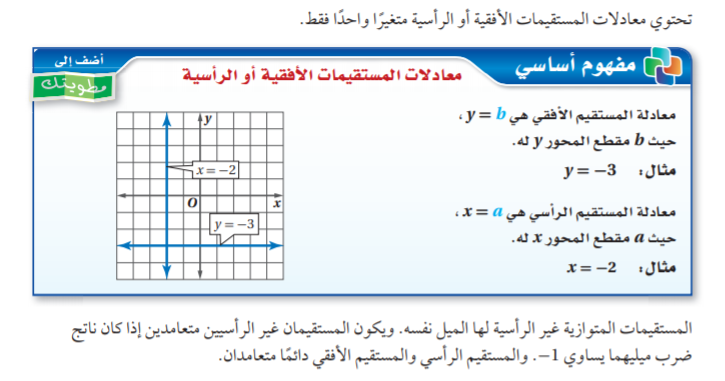 تحتوي معادلات المستقيمات الأفقية أو الرأسية متغيرًا واحدًا فقط.
مفهوم أساسي
معادلات المستقيمات الأفقية أو الرأسية
أضف إلى
مطويتك
معادلة المستقيم الأفقي هي y = b ،
حيث b مقطع المحور y له.
مثال: y = −3
معادلة المستقيم الرأسي هي x = a ،
حيث a مقطع المحور x له.
مثال: x = −2
y
x = −2
O
x
y = −3
المستقيمات المتوازية غير الرأسية لها الميل نفسه. ويكون المستقيمان غير الرأسيين متعامدين إذا كان ناتج
ضرب ميليهما يساوي 1−. والمستقيم الرأسي والمستقيم الأفقي دائمًا متعامدان.